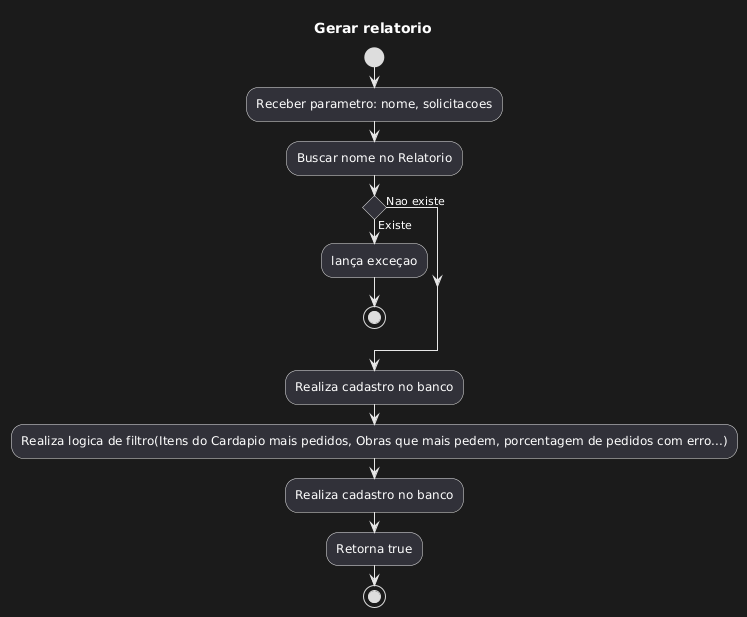 Gerar relatorio
Receber parametro: nome, solicitacoes
Buscar nome no Relatorio
Nao existe
Existe
lança exceçao
Realiza cadastro no banco
Realiza logica de filtro(Itens do Cardapio mais pedidos, Obras que mais pedem, porcentagem de pedidos com erro...)
Realiza cadastro no banco
Retorna true